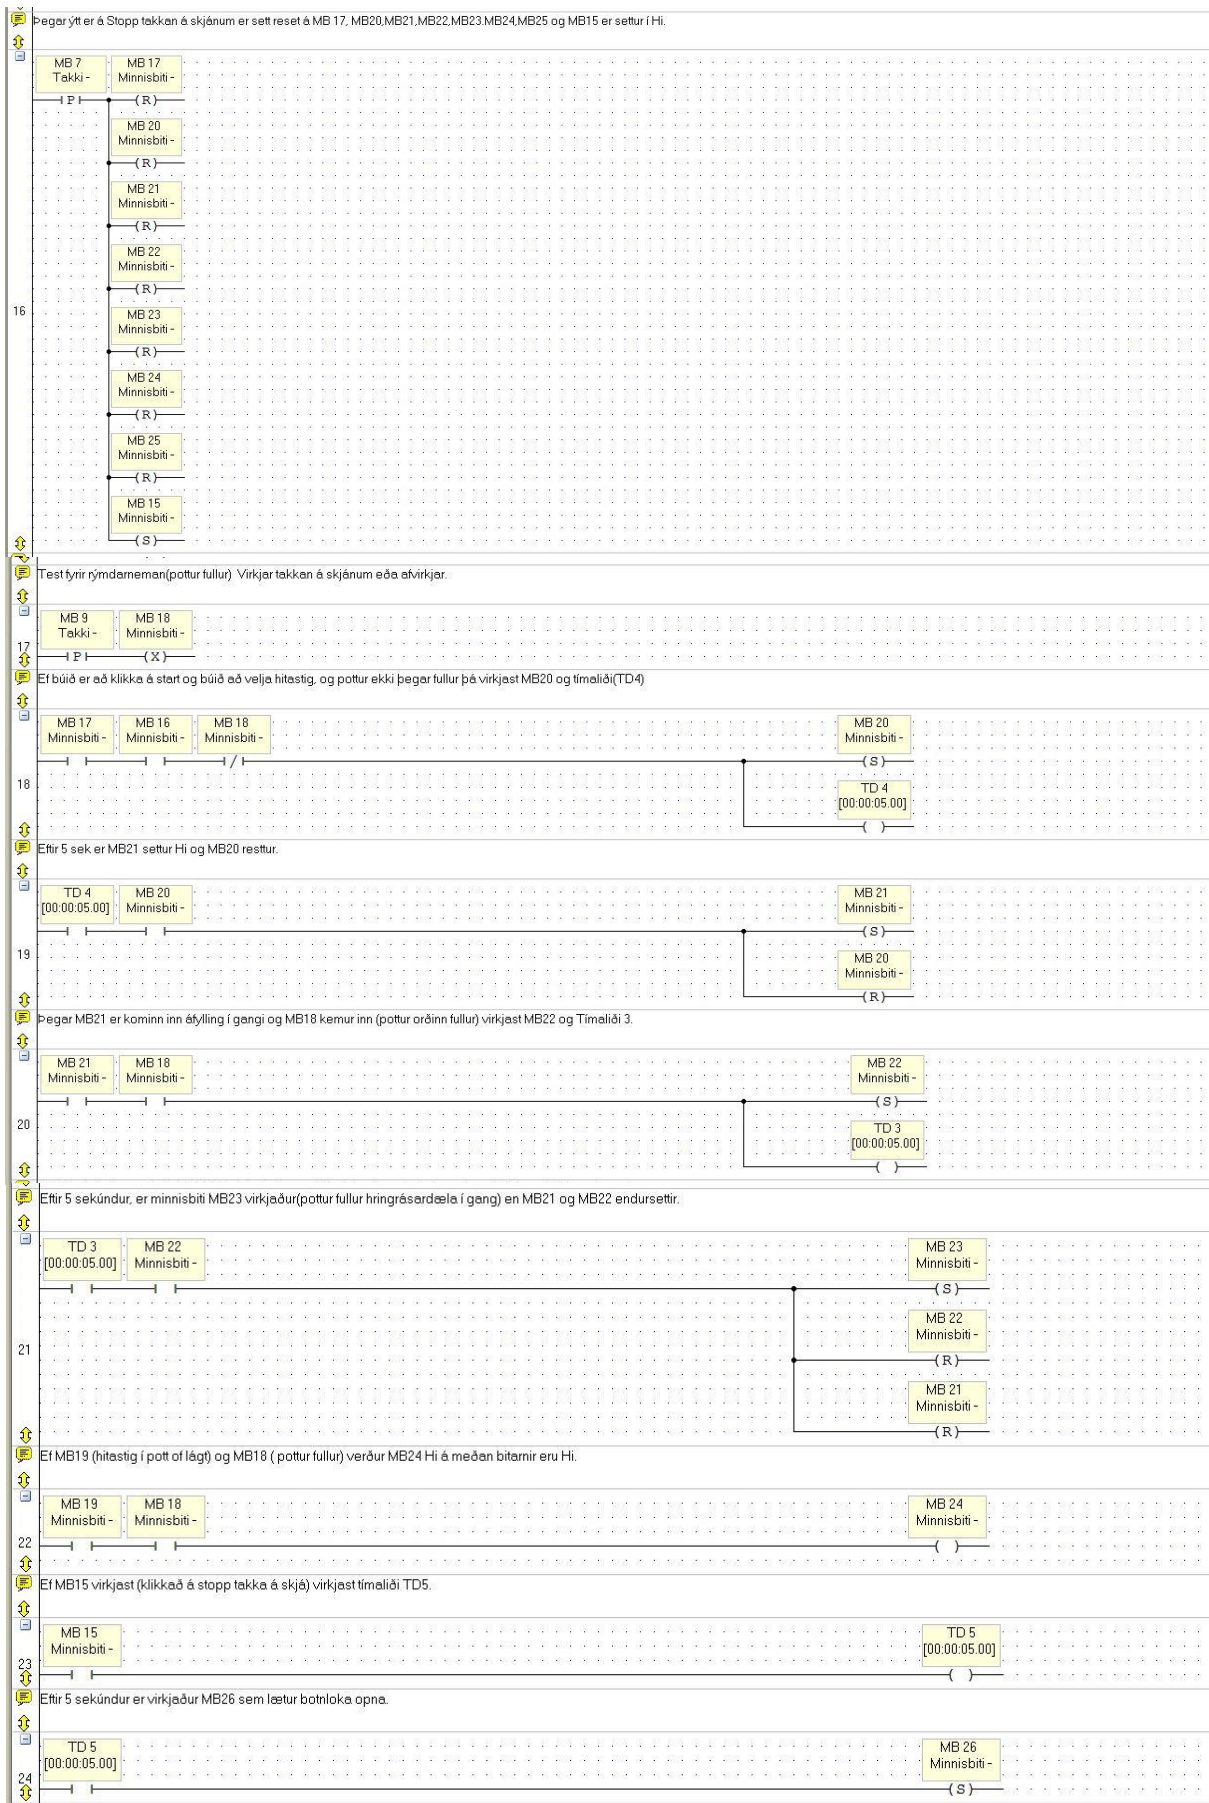 Þegar ýtt er á Stopp takkan á skjánum er sett reset á MB 17, MB20,MB21,MB22,MB23.MB24,MB25 og MB15 er settur í Hi.
MB 7 MB 17
Takki - Minnisbiti -
P (R)
MB 20
Minnisbiti -
(R)
MB 21
Minnisbiti -
(R)
MB 22
Minnisbiti -
(R)
16
MB 23
Minnisbiti -
(R)
MB 24
Minnisbiti -
(R)
MB 25
Minnisbiti -
(R)
MB 15
Minnisbiti -
(S)
Test fyrir rýmdarneman(pottur fullur) Virkjar takkan á skjánum eða afvirkjar.
MB 9 MB 18
Takki - Minnisbiti -
17
P (X)
Ef búið er að klikka á start og búið að velja hitastig, og pottur ekki þegar fullur þá virkjast MB20 og tímaliði(TD4)
MB 17 MB 16 MB 18 MB 20
Minnisbiti - Minnisbiti - Minnisbiti - Minnisbiti -
/ (S)
18
TD 4
[00:00:05.00]
( )
Eftir 5 sek er MB21 settur Hi og MB20 resttur.
TD 4 MB 20 MB 21
[00:00:05.00] Minnisbiti - Minnisbiti -
(S)
19
MB 20
Minnisbiti -
(R)
Þegar MB21 er kominn inn áfylling í gangi og MB18 kemur inn (pottur orðinn fullur) virkjast MB22 og Tímaliði 3.
MB 21 MB 18 MB 22
Minnisbiti - Minnisbiti - Minnisbiti -
(S)
20
TD 3
[00:00:05.00]
( )
Eftir 5 sekúndur, er minnisbiti MB23 virkjaður(pottur fullur hringrásardæla í gang) en MB21 og MB22 endursettir.
TD 3 MB 22 MB 23
[00:00:05.00] Minnisbiti - Minnisbiti -
(S)
MB 22
Minnisbiti -
21
(R)
MB 21
Minnisbiti -
(R)
Ef MB19 (hitastig í pott of lágt) og MB18 ( pottur fullur) verður MB24 Hi á meðan bitarnir eru Hi.
MB 19 MB 18 MB 24
Minnisbiti - Minnisbiti - Minnisbiti -
22
( )
Ef MB15 virkjast (klikkað á stopp takka á skjá) virkjast tímaliði TD5.
MB 15 TD 5
Minnisbiti - [00:00:05.00]
23
( )
Eftir 5 sekúndur er virkjaður MB26 sem lætur botnloka opna.
TD 5 MB 26
[00:00:05.00] Minnisbiti -
24
(S)